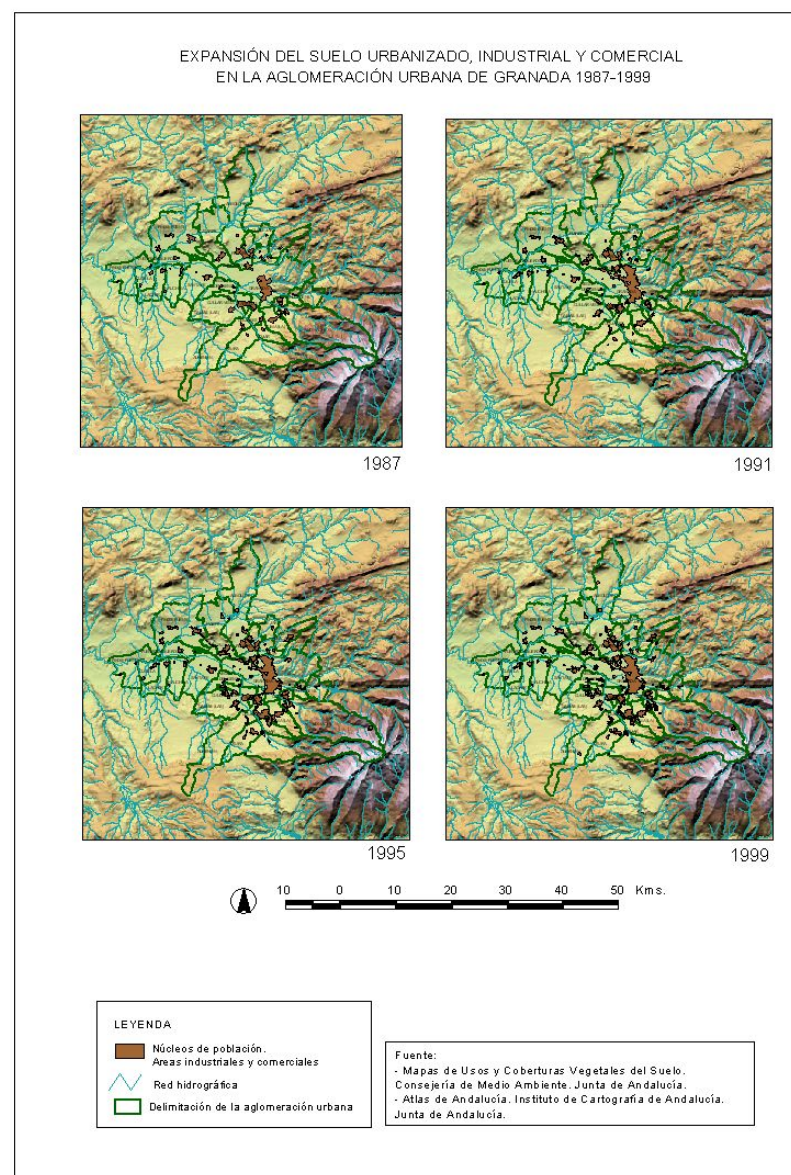 EXPANSIÓN DEL SUELO URBANIZADO, INDUSTRIAL Y COMERCIAL
EN LA AGLOMERACIÓN URBANA DE GRANADA 1987-1999
1987
1991
1995
1999
10 0 10 20 30 40 50 Kms.
LEYENDA
Núcleos de población.
Areas industriales y comerciales
Red hidrográfica
Delimitación de la aglomeración urbana
Fuente:
- Mapas de Usos y Coberturas Vegetales del Suelo.
Consejería de Medio Ambiente. Junta de Andalucía.
- Atlas de Andalucía. Instituto de Cartografía de Andalucía.
Junta de Andalucía.